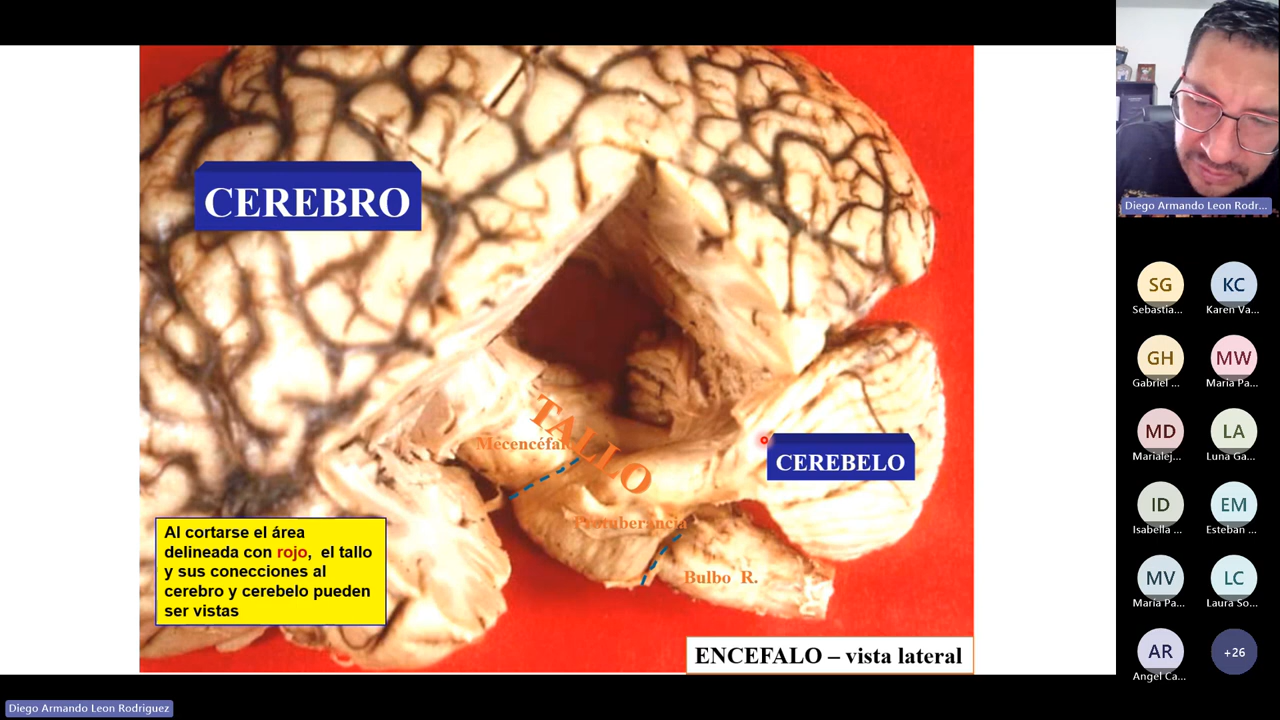 CEREBRO
TALLO
Mecencéfalo
CEREBELO
Protuberancia
Bulbo R.
Al cortarse el área
delineada con rojo, el tallo
y sus conecciones al
cerebro y cerebelo pueden
ser vistas
ENCEFALO – vista lateral
Diego Armando Leon Rodr...
SG
KC
Sebastia...
Karen Va...
GH
MW
Gabriel ...
Maria Pa...
MD
LA
Marialej...
Luna Ga...
ID
EM
Isabella ...
Esteban ...
MV
LC
Maria Pa...
Laura So...
AR
+26
Angel Ca...
Diego Armando Leon Rodriguez